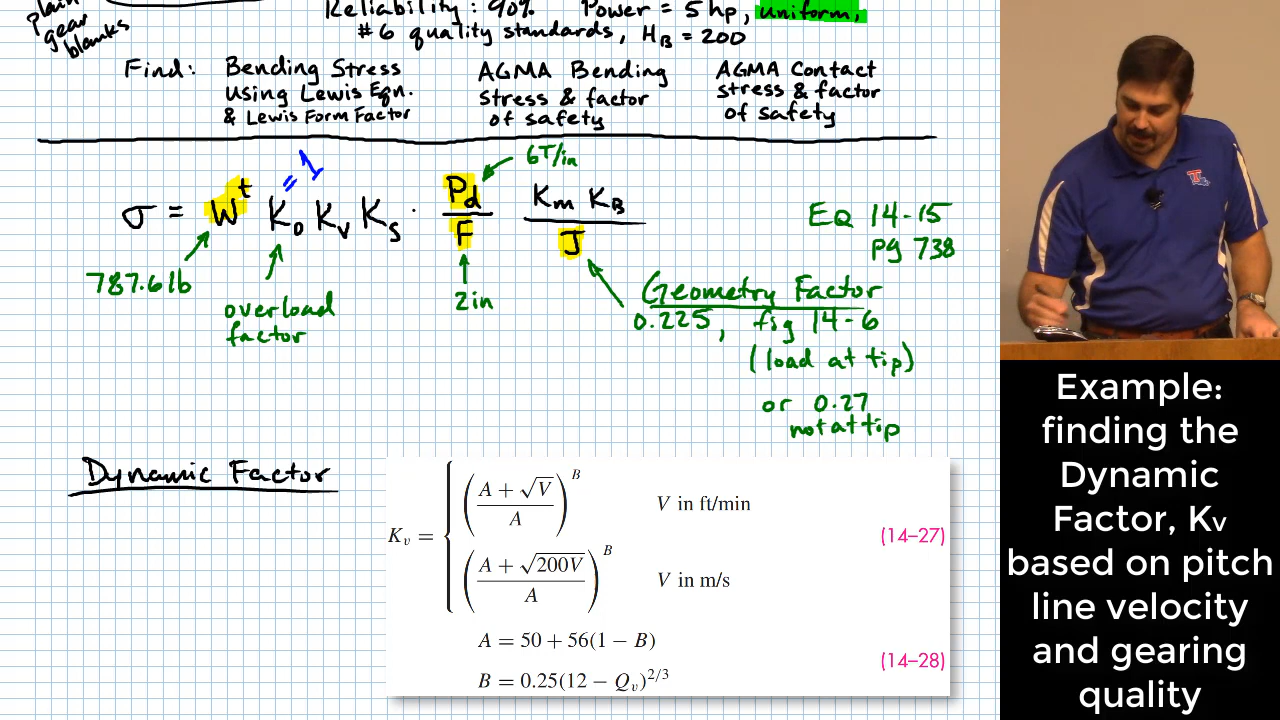 plain
gear
blanks
Reliability : 90% Power = 5 hp, uniform,
#6 quality standards, H_B = 200
Find: Bending Stress using Lewis Eqn. & Lewis Form Factor
AGMA Bending stress & factor of safety
AGMA Contact stress & factor of safety
= 1
6T/in
σ = W^t K_o K_v K_s · P_d / F K_m K_B / J
EQ 14-15
pg 738
787.6 lb
overload
factor
2in
Geometry Factor
0.225, fig 14-6
(load at tip)
or 0.27
not at tip
Dynamic Factor
K_v = { ((A + √V) / A)^B V in ft/min
((A + √200V) / A)^B V in m/s
(14–27)
A = 50 + 56(1 − B)
B = 0.25(12 − Q_v)^2/3
(14–28)
Example:
finding the
Dynamic
Factor, Kv
based on pitch
line velocity
and gearing
quality